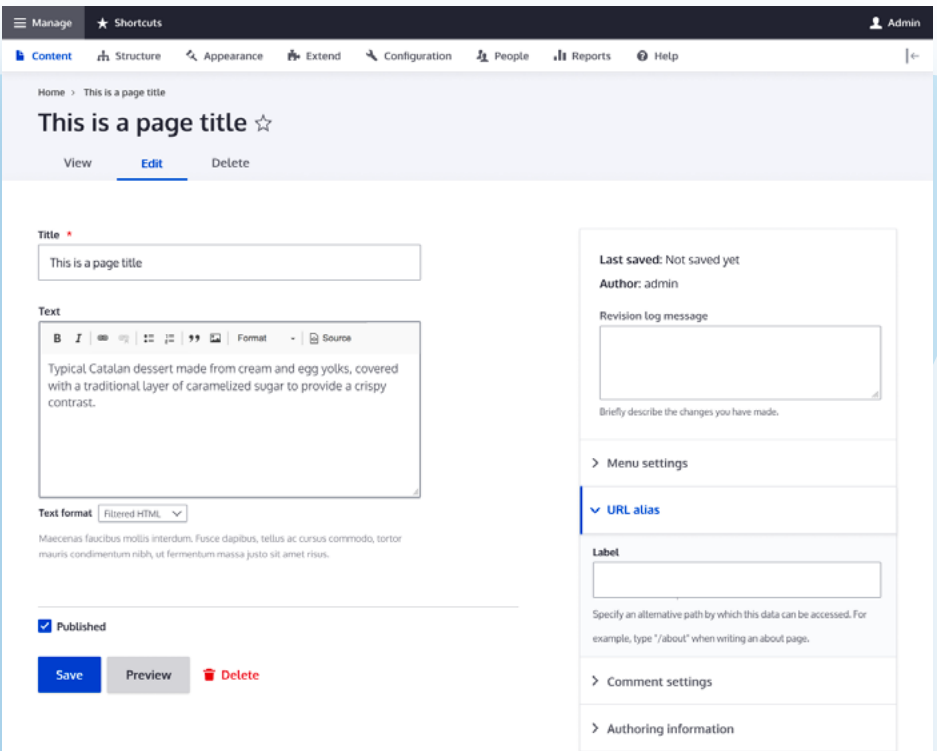 Manage
Shortcuts
Admin
Content
Structure
Appearance
Extend
Configuration
People
Reports
Help
Home > This is a page title
This is a page title
View
Edit
Delete
Title *
This is a page title
Text
B I Format Source
Typical Catalan dessert made from cream and egg yolks, covered
with a traditional layer of caramelized sugar to provide a crispy
contrast.
Text format Filtered HTML
Maecenas faucibus mollis interdum. Fusce dapibus, tellus ac cursus commodo, tortor
mauris condimentum nibh, ut fermentum massa justo sit amet risus.
Published
Save
Preview
Delete
Last saved: Not saved yet
Author: admin
Revision log message
Briefly describe the changes you have made.
Menu settings
URL alias
Label
Specify an alternative path by which this data can be accessed. For
example, type "/about" when writing an about page.
Comment settings
Authoring information